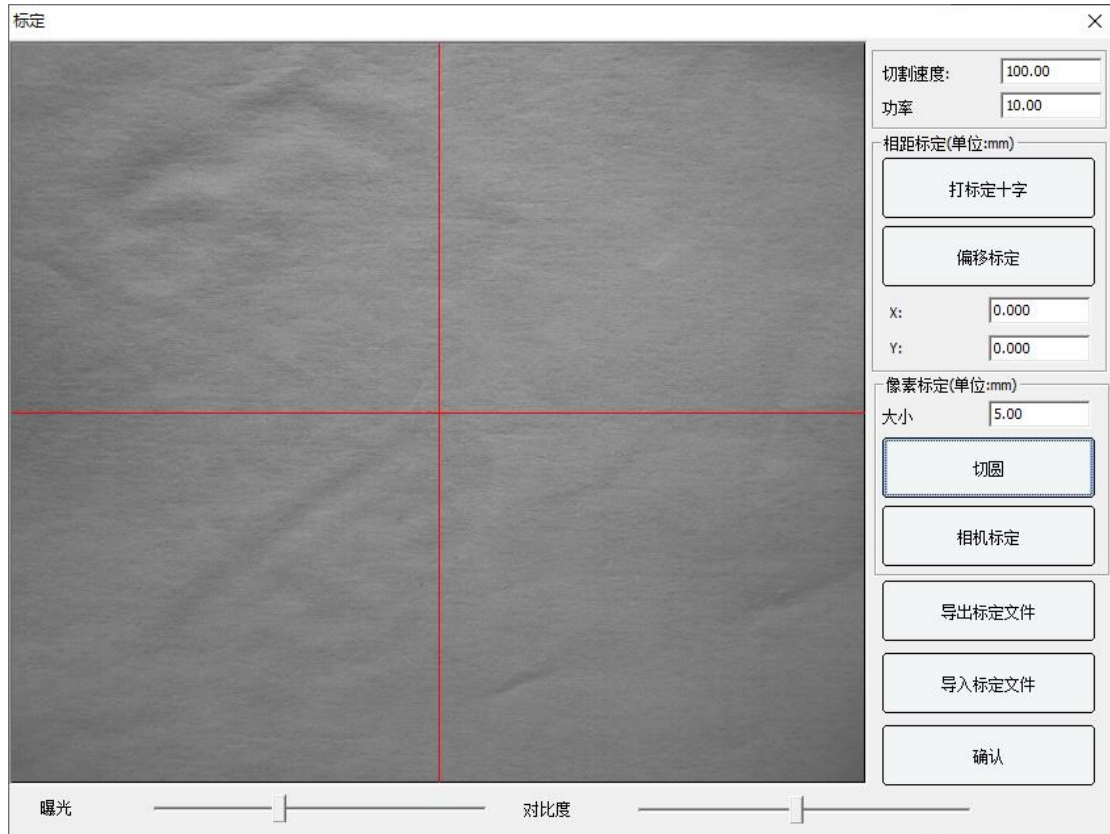 标定
切割速度: 100.00
功率 10.00
相距标定(单位:mm)
打标定十字
偏移标定
X: 0.000
Y: 0.000
像素标定(单位:mm)
大小 5.00
切圆
相机标定
导出标定文件
导入标定文件
确认
曝光 对比度